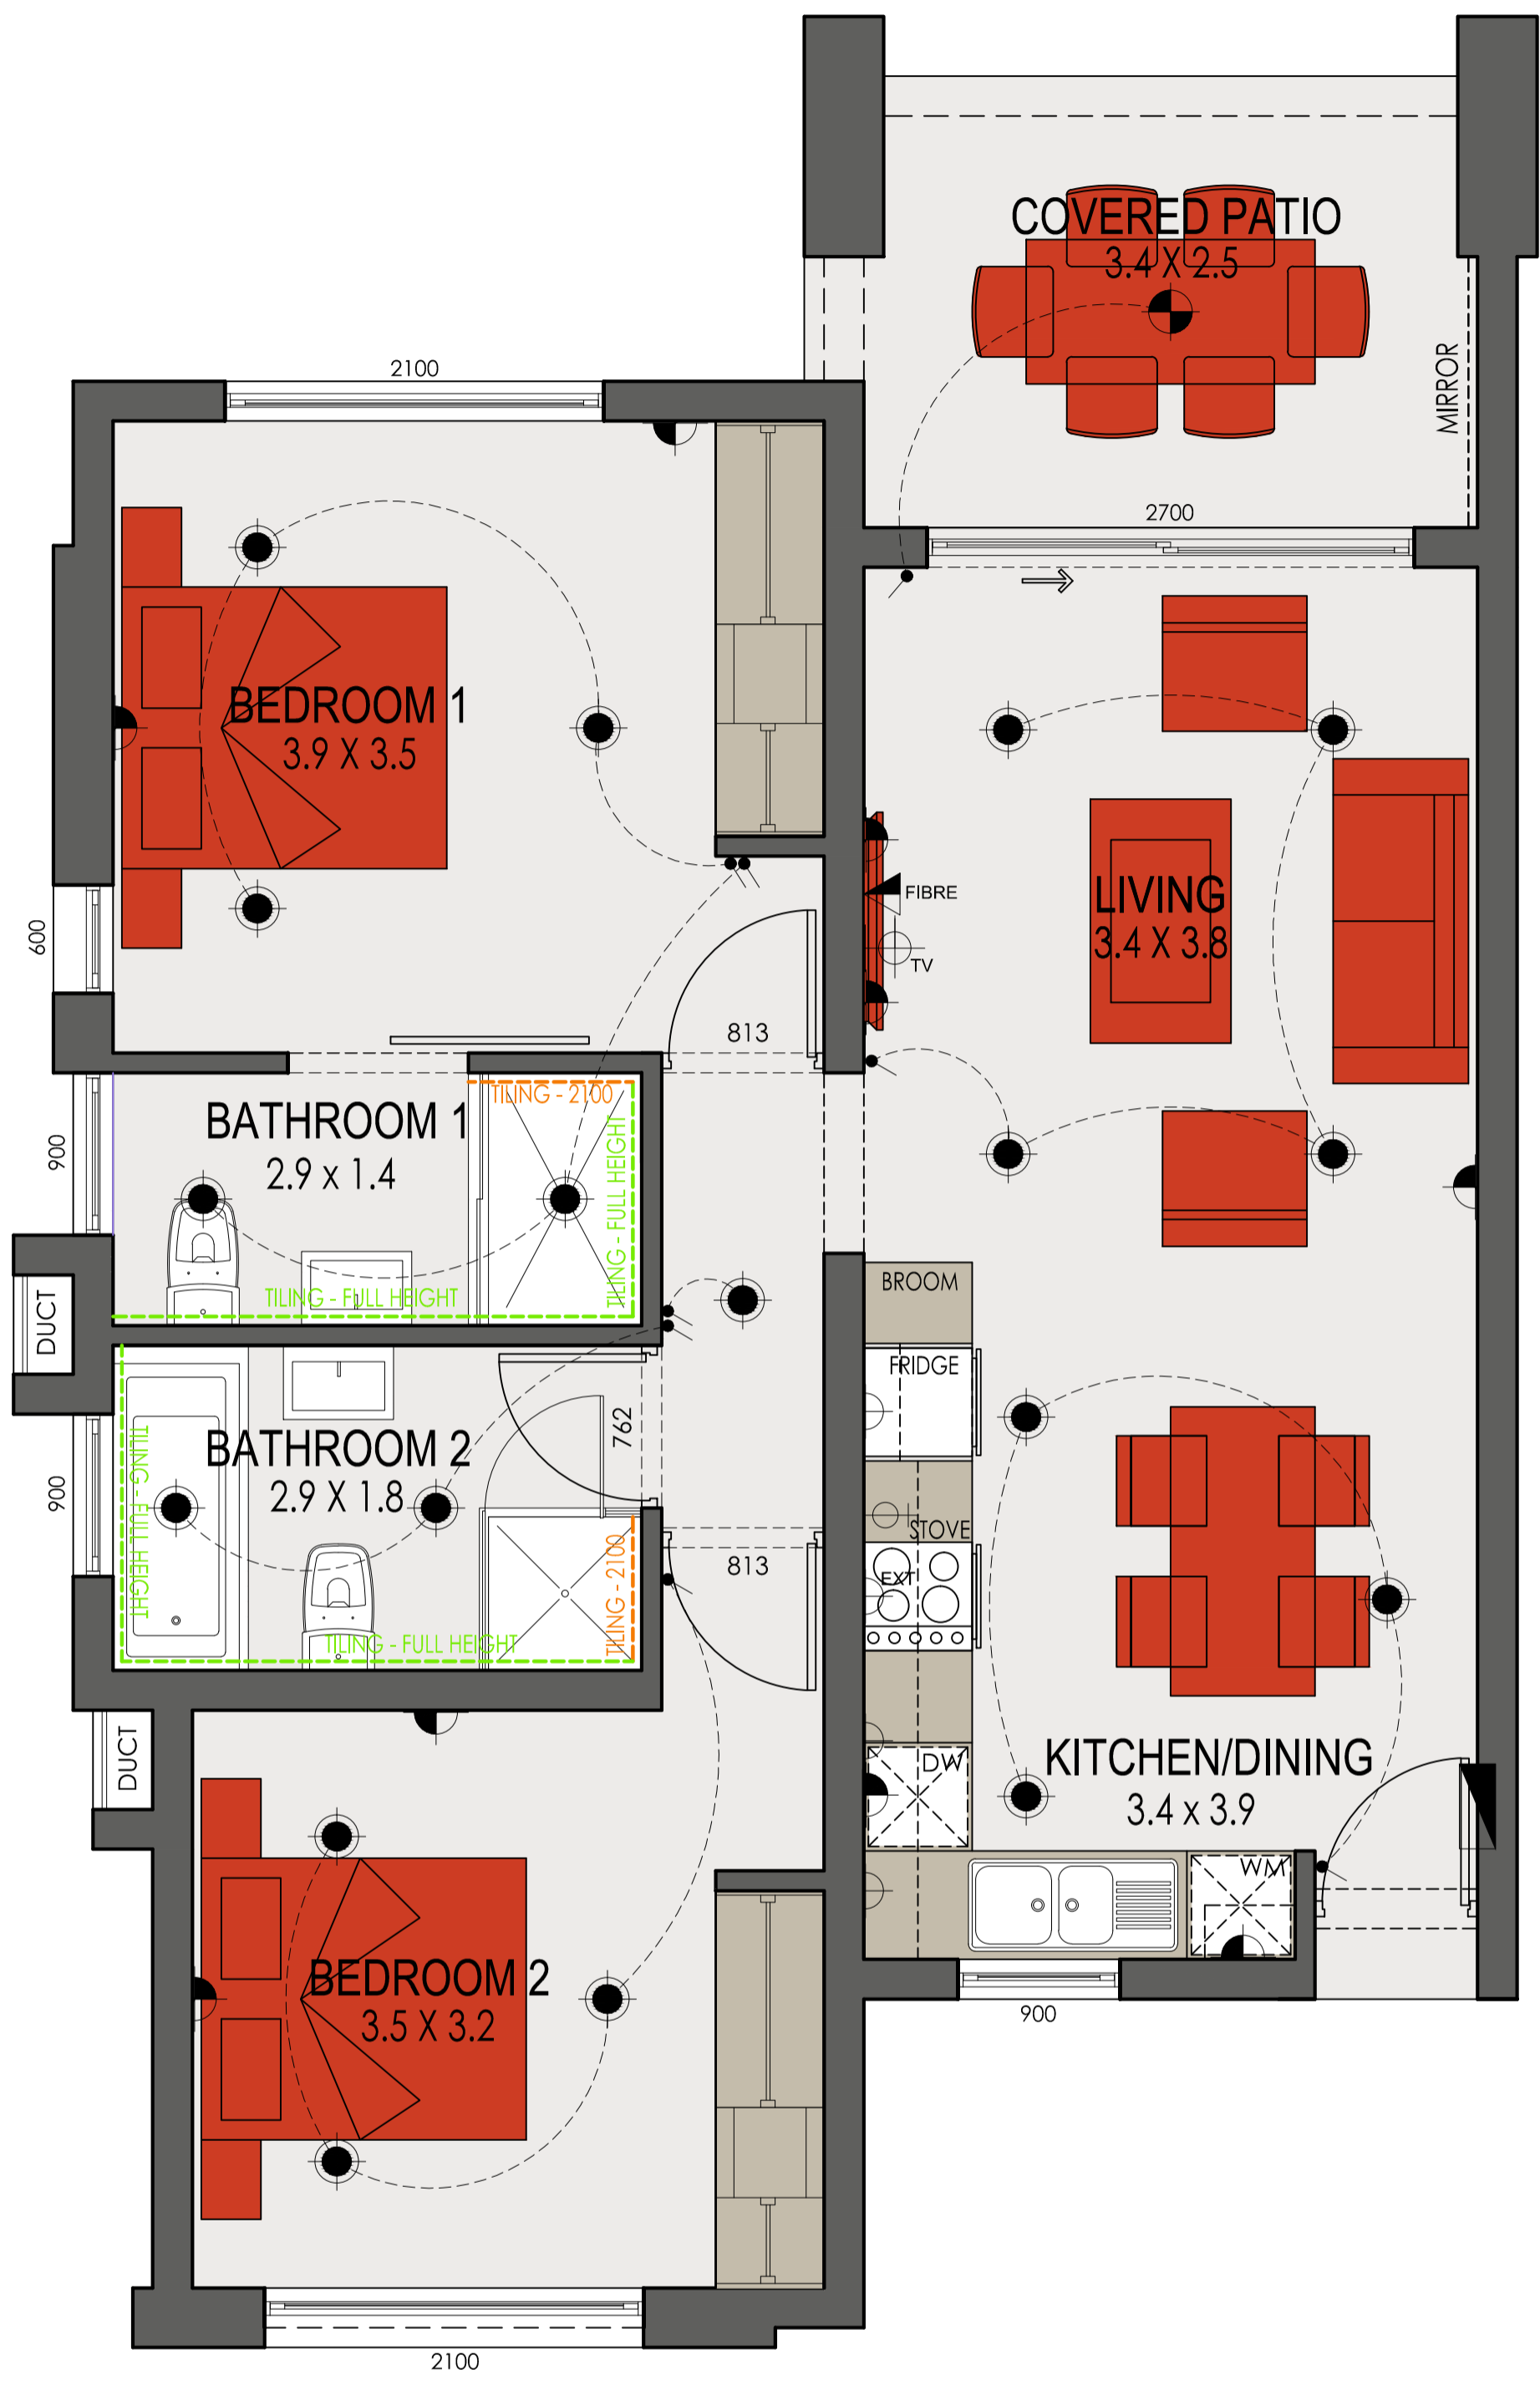 COVERED PATIO
3.4 X 2.5
MIRROR
2100
2700
BEDROOM 1
3.9 X 3.5
600
LIVING
3.4 X 3.8
FIBRE
TV
813
BATHROOM 1
2.9 x 1.4
900
TILING - 2100
TILING - FULL HEIGHT
TILING - FULL HEIGHT
DUCT
BROOM
FRIDGE
STOVE
EXT
BATHROOM 2
2.9 X 1.8
900
762
TILING - FULL HEIGHT
TILING - FULL HEIGHT
TILING - 2100
813
DUCT
DW
KITCHEN/DINING
3.4 x 3.9
WM
BEDROOM 2
3.5 X 3.2
900
2100